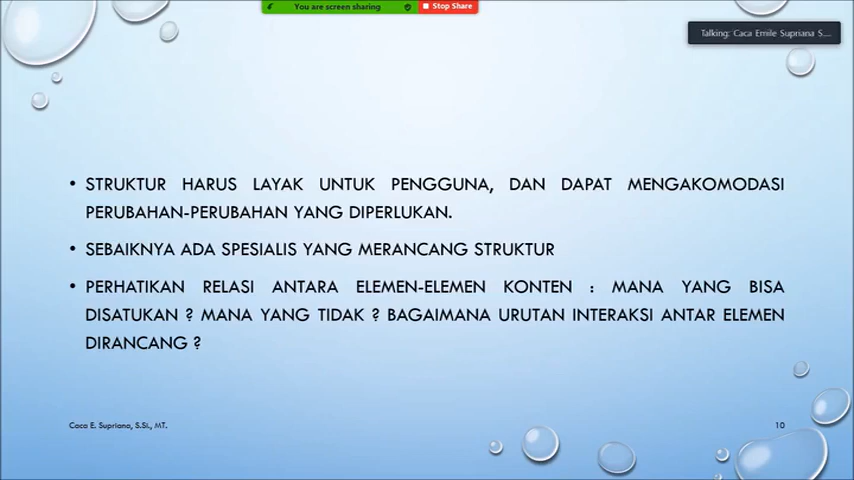 You are screen sharing
Stop Share
Talking: Caca Emile Supriana S....
• STRUKTUR HARUS LAYAK UNTUK PENGGUNA, DAN DAPAT MENGAKOMODASI
PERUBAHAN-PERUBAHAN YANG DIPERLUKAN.
• SEBAIKNYA ADA SPESIALIS YANG MERANCANG STRUKTUR
• PERHATIKAN RELASI ANTARA ELEMEN-ELEMEN KONTEN : MANA YANG BISA
DISATUKAN ? MANA YANG TIDAK ? BAGAIMANA URUTAN INTERAKSI ANTAR ELEMEN
DIRANCANG ?
Caca E. Supriana, S.Si., MT.
10